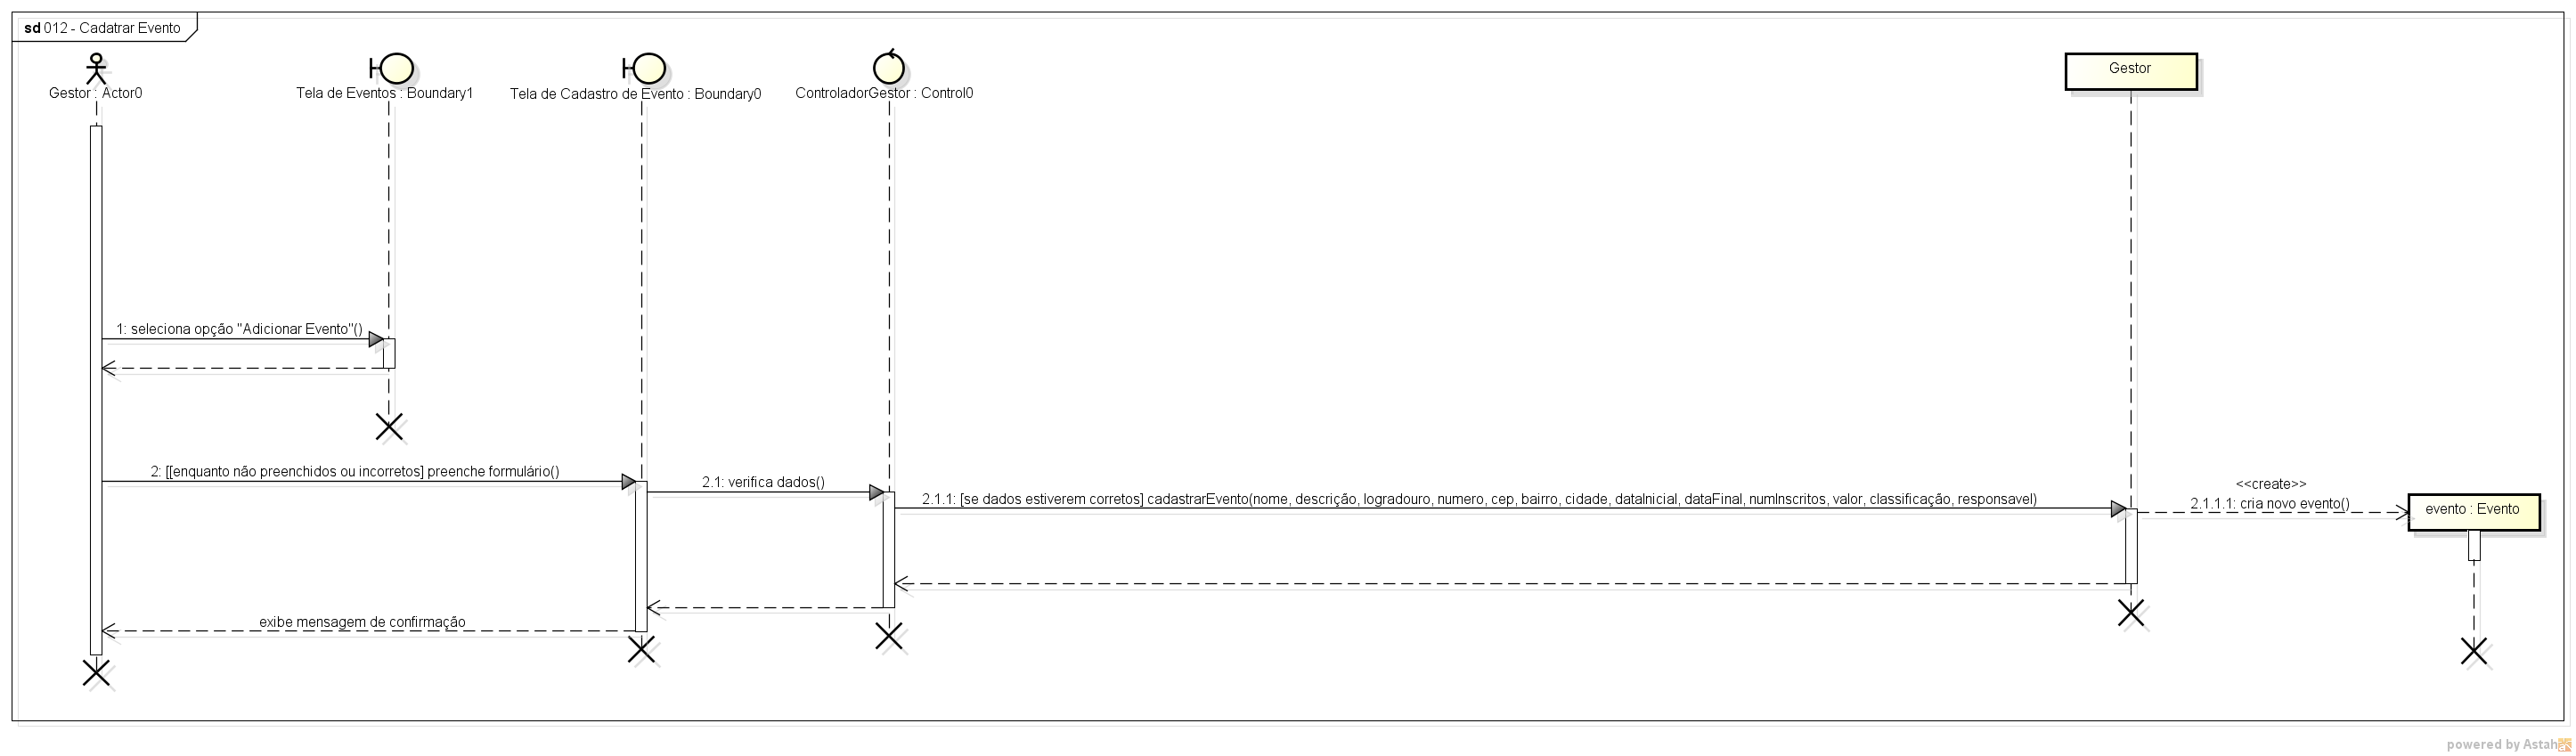 sd 012 - Cadatrar Evento
Gestor : Actor0
Tela de Eventos : Boundary1
Tela de Cadastro de Evento : Boundary0
ControladorGestor : Control0
Gestor
1: seleciona opção "Adicionar Evento"()
2: [[enquanto não preenchidos ou incorretos] preenche formulário()
2.1: verifica dados()
2.1.1: [se dados estiverem corretos] cadastrarEvento(nome, descrição, logradouro, numero, cep, bairro, cidade, dataInicial, dataFinal, numInscritos, valor, classificação, responsavel)
<<create>>
2.1.1.1: cria novo evento()
evento : Evento
exibe mensagem de confirmação
powered by Astah